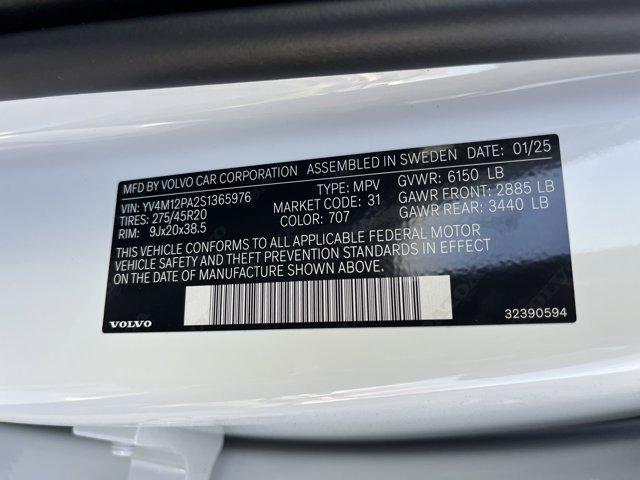 MFD BY VOLVO CAR CORPORATION ASSEMBLED IN SWEDEN DATE: 01/25
VIN: YV4M12PA2S1365976 TYPE: MPV GVWR: 6150 LB
TIRES: 275/45R20 MARKET CODE: 31 GAWR FRONT: 2885 LB
RIM: 9Jx20x38.5 COLOR: 707 GAWR REAR: 3440 LB
THIS VEHICLE CONFORMS TO ALL APPLICABLE FEDERAL MOTOR
VEHICLE SAFETY AND THEFT PREVENTION STANDARDS IN EFFECT
ON THE DATE OF MANUFACTURE SHOWN ABOVE.
VOLVO 32390594